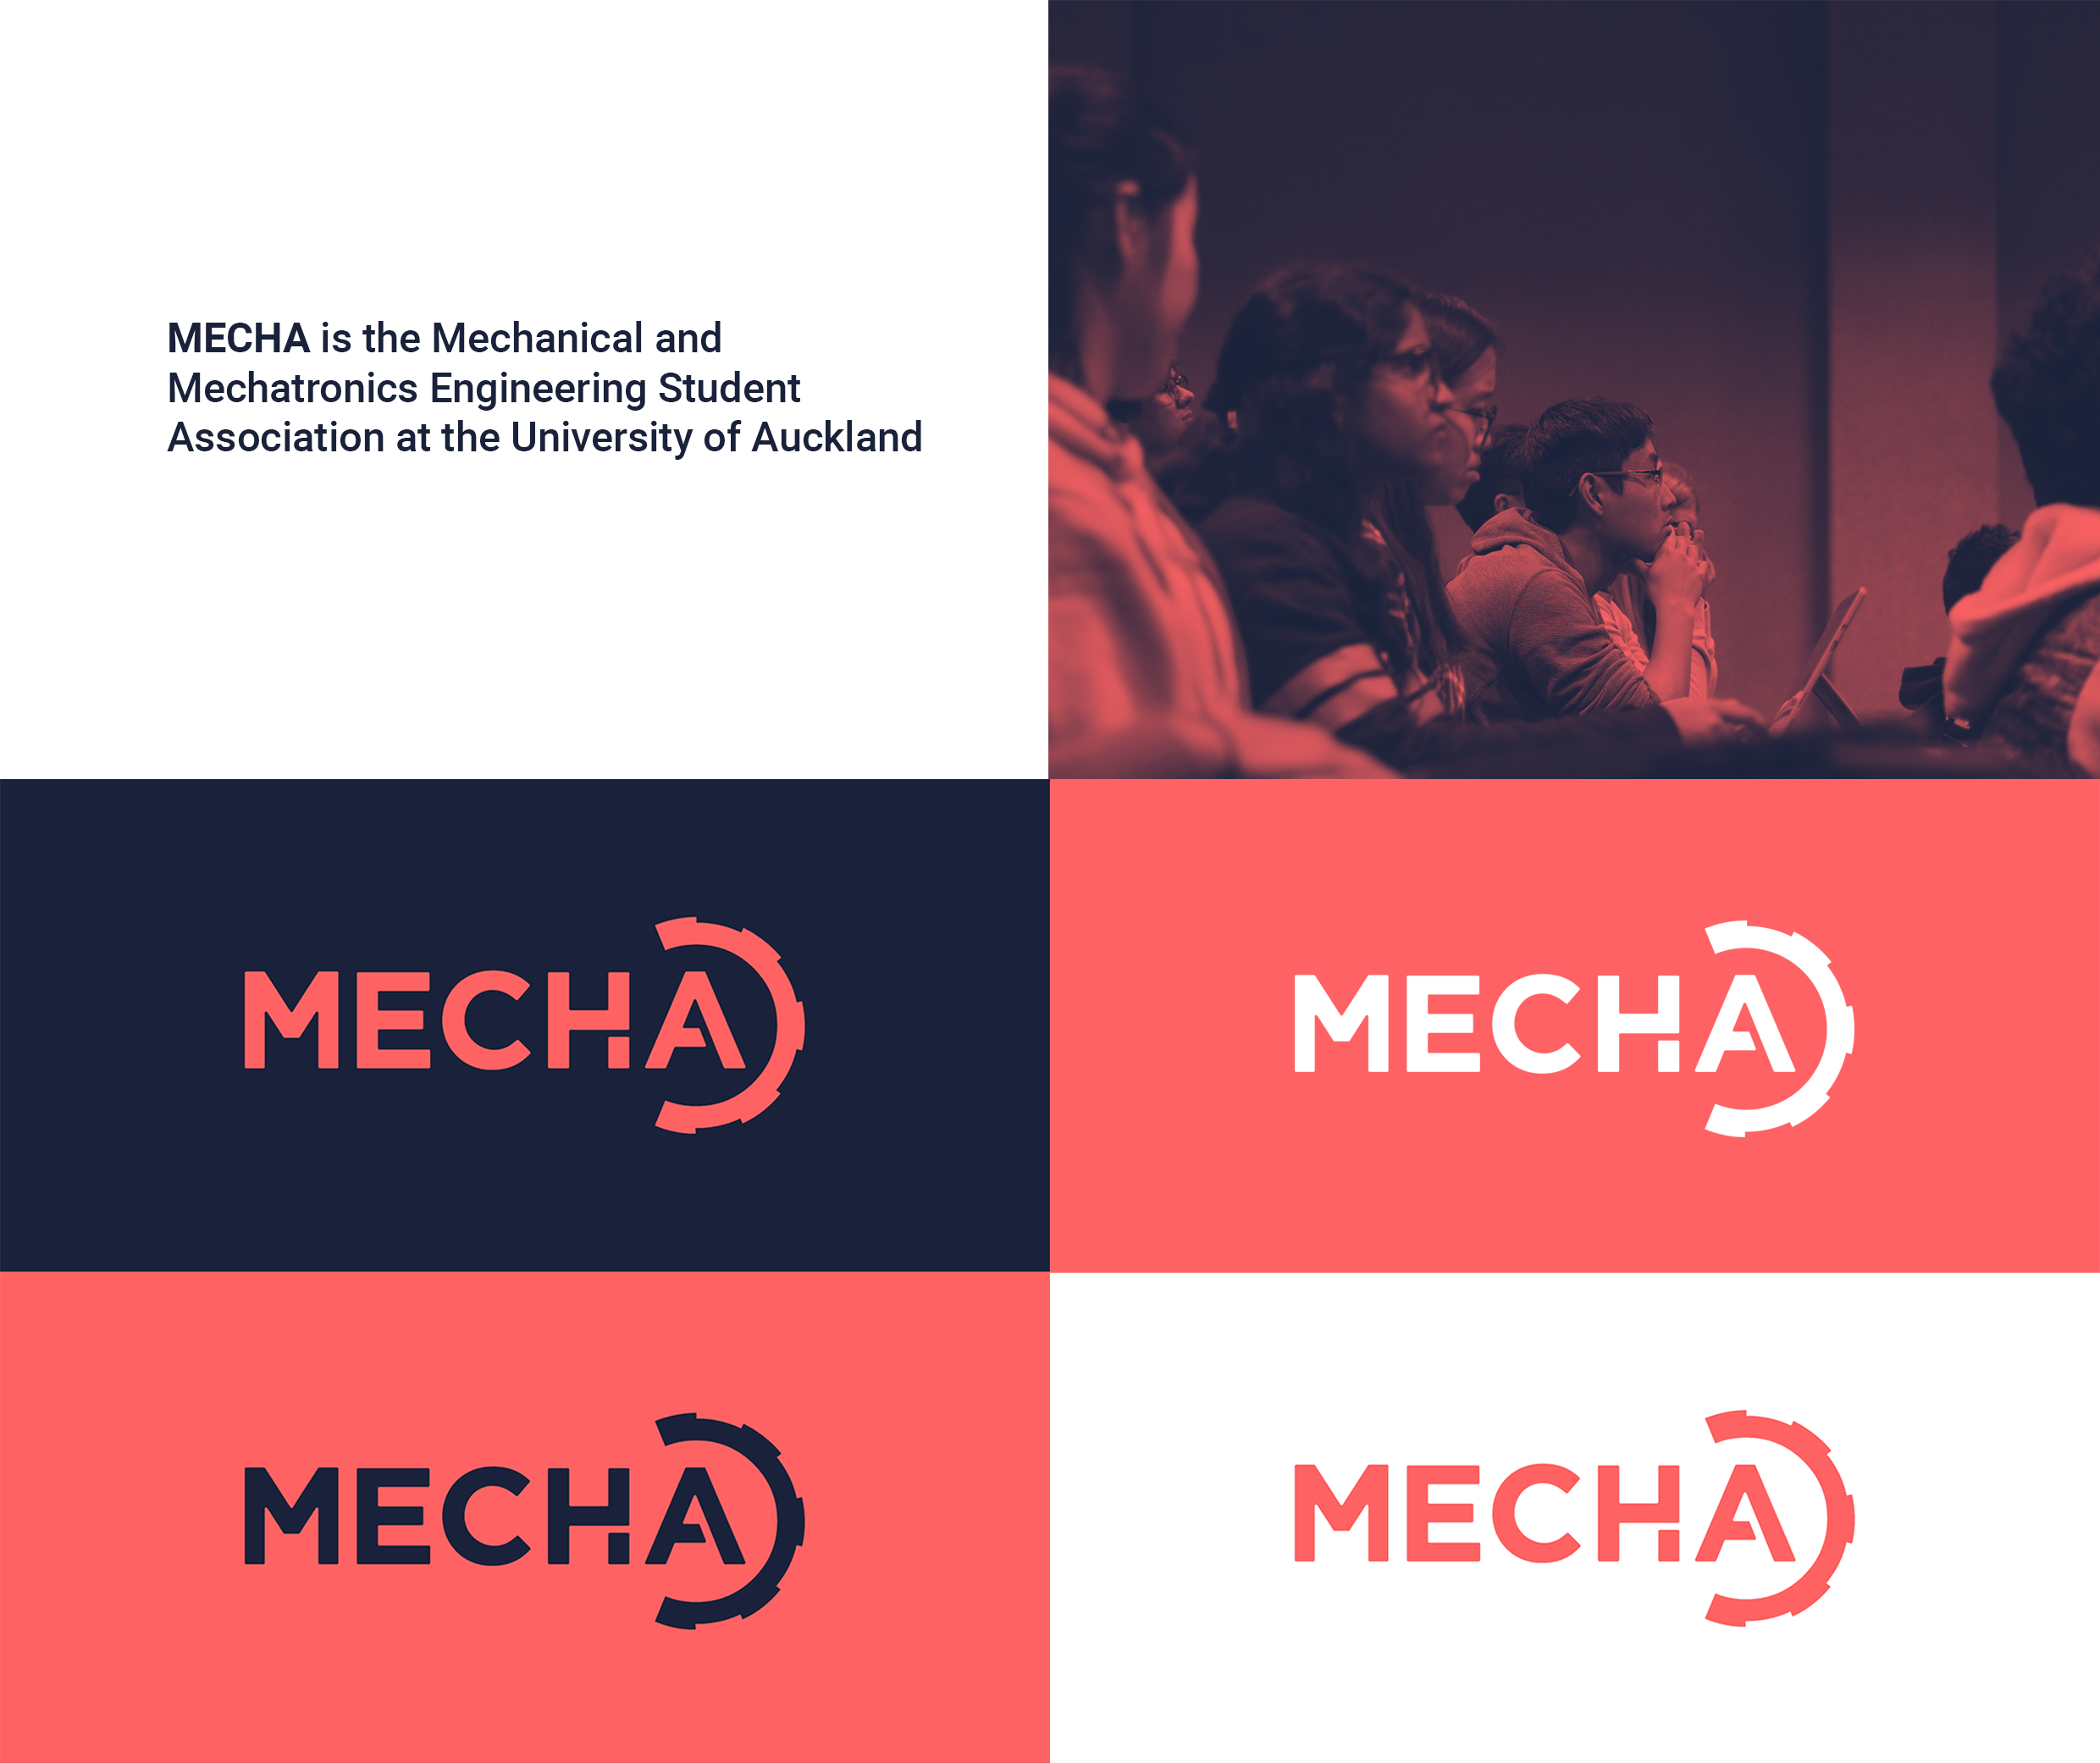 MECHA is the Mechanical and
Mechatronics Engineering Student
Association at the University of Auckland
MECHA
MECHA
MECHA
MECHA